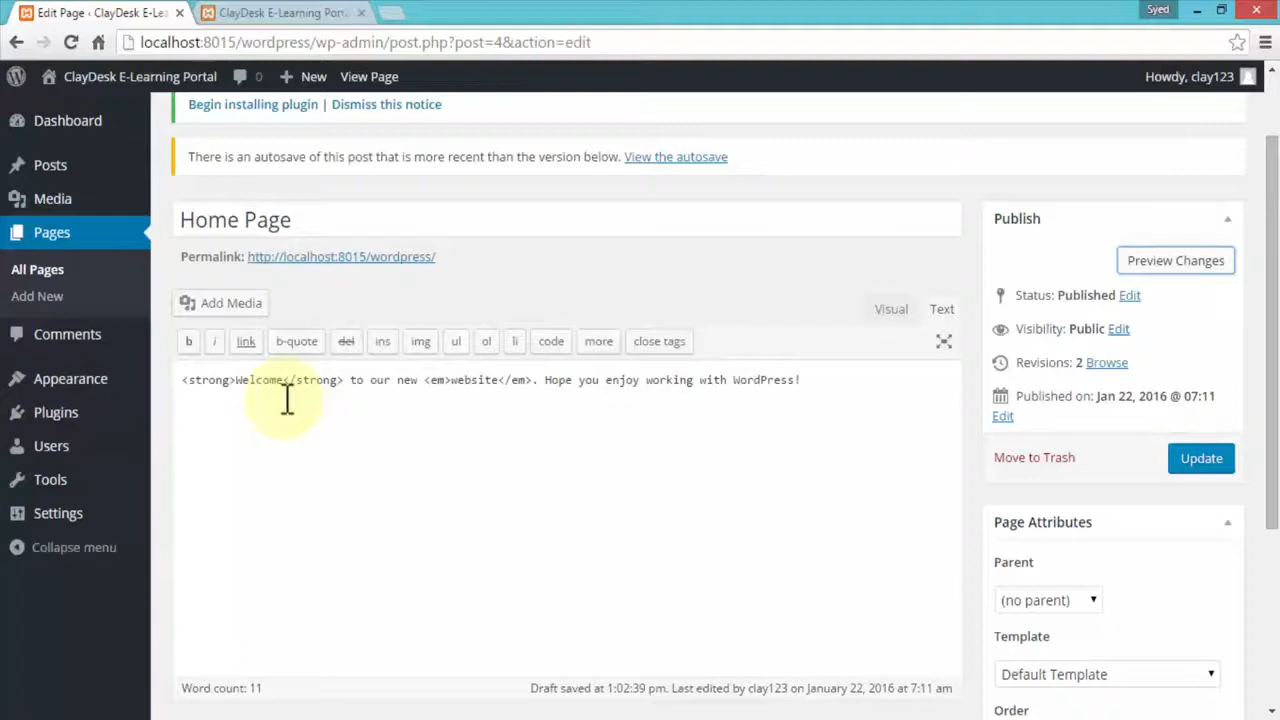 Edit Page ‹ ClayDesk E-Lea
ClayDesk E-Learning Porta
Syed
localhost:8015/wordpress/wp-admin/post.php?post=4&action=edit
ClayDesk E-Learning Portal
0
New
View Page
Howdy, clay123
Begin installing plugin | Dismiss this notice
Dashboard
There is an autosave of this post that is more recent than the version below. View the autosave
Posts
Media
Pages
All Pages
Add New
Comments
Appearance
Plugins
Users
Tools
Settings
Collapse menu
Home Page
Permalink: http://localhost:8015/wordpress/
Add Media
Visual
Text
b
i
link
b-quote
del
ins
img
ul
ol
li
code
more
close tags
<strong>Welcome</strong> to our new <em>website</em>. Hope you enjoy working with WordPress!
Word count: 11
Draft saved at 1:02:39 pm. Last edited by clay123 on January 22, 2016 at 7:11 am
Publish
Preview Changes
Status: Published Edit
Visibility: Public Edit
Revisions: 2 Browse
Published on: Jan 22, 2016 @ 07:11
Edit
Move to Trash
Update
Page Attributes
Parent
(no parent)
Template
Default Template
Order